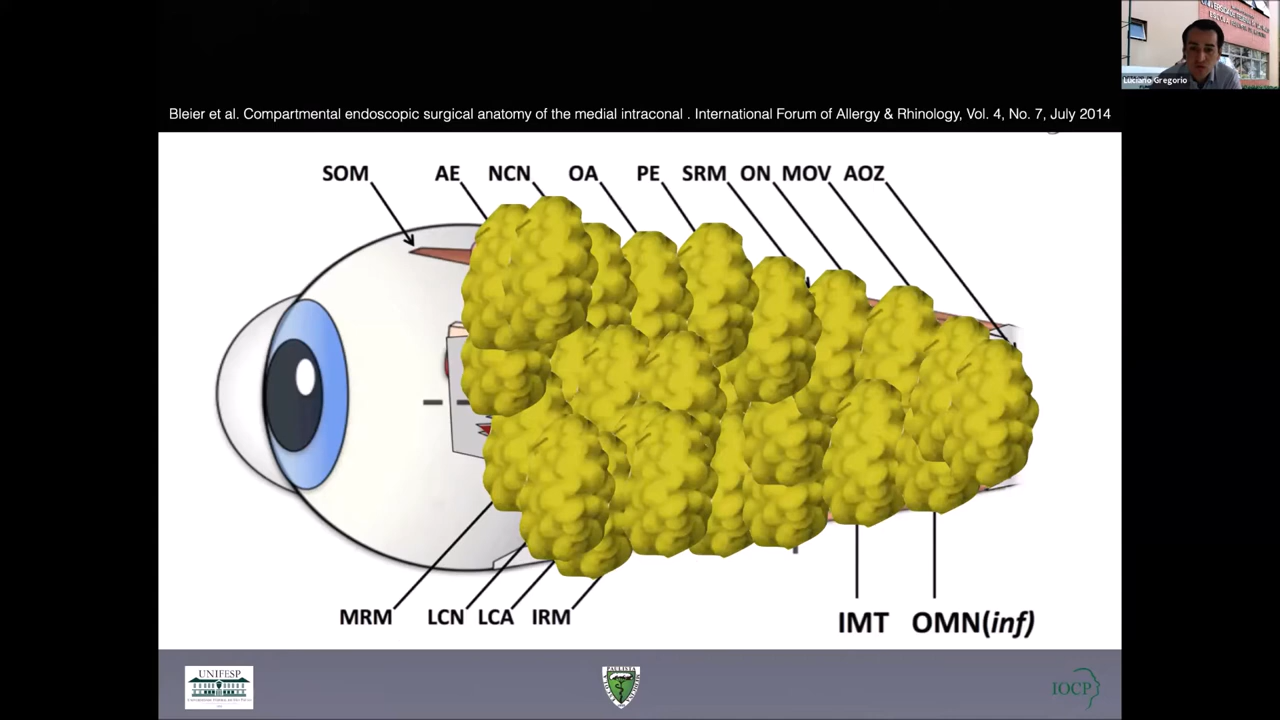 Luciano Gregorio
Bleier et al. Compartmental endoscopic surgical anatomy of the medial intraconal . International Forum of Allergy & Rhinology, Vol. 4, No. 7, July 2014
SOM AE NCN OA PE SRM ON MOV AOZ
MRM LCN LCA IRM IMT OMN(inf)
UNIFESP
PAULISTA
IOCP